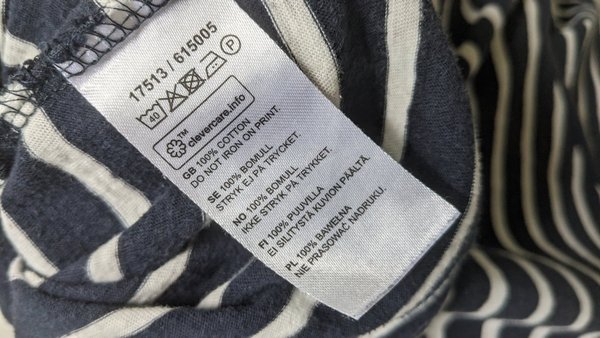 17513 / 615005
40 P
TM clevercare.info
GB 100% COTTON
DO NOT IRON ON PRINT.
SE 100% BOMULL
STRYK EJ PÅ TRYCKET.
NO 100% BOMULL
IKKE STRYK PÅ TRYKKET.
FI 100% PUUVILLA
EI SILITYSTÄ KUVION PÄÄLTÄ.
PL 100% BAWEŁNA
NIE PRASOWAĆ NADRUKU.